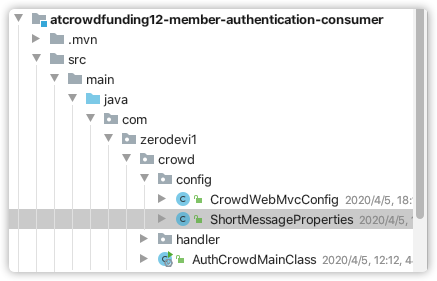 atcrowdfunding12-member-authentication-consumer
.mvn
src
main
java
com
zerodevi1
crowd
config
CrowdWebMvcConfig 2020/4/5, 18:
ShortMessageProperties 2020/4/5,
handler
AuthCrowdMainClass 2020/4/5, 12:12, 44